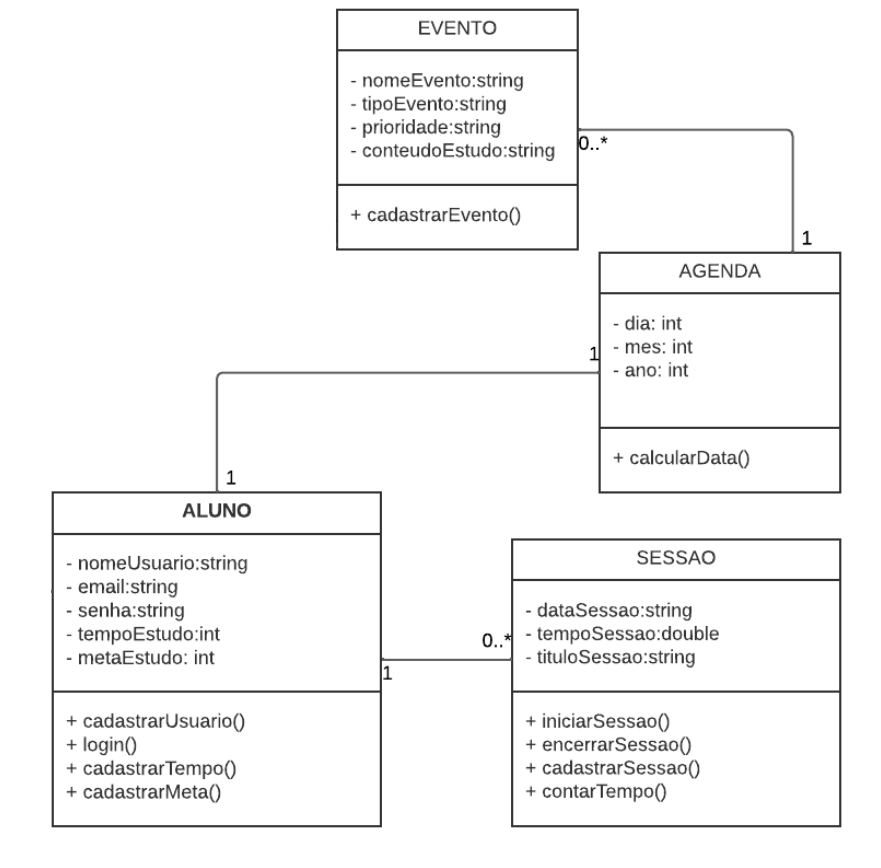 EVENTO
- nomeEvento:string
- tipoEvento:string
- prioridade:string
- conteudoEstudo:string
+ cadastrarEvento()
0..*
1
AGENDA
- dia: int
- mes: int
- ano: int
+ calcularData()
1
1
ALUNO
- nomeUsuario:string
- email:string
- senha:string
- tempoEstudo:int
- metaEstudo: int
+ cadastrarUsuario()
+ login()
+ cadastrarTempo()
+ cadastrarMeta()
1
0..*
SESSAO
- dataSessao:string
- tempoSessao:double
- tituloSessao:string
+ iniciarSessao()
+ encerrarSessao()
+ cadastrarSessao()
+ contarTempo()